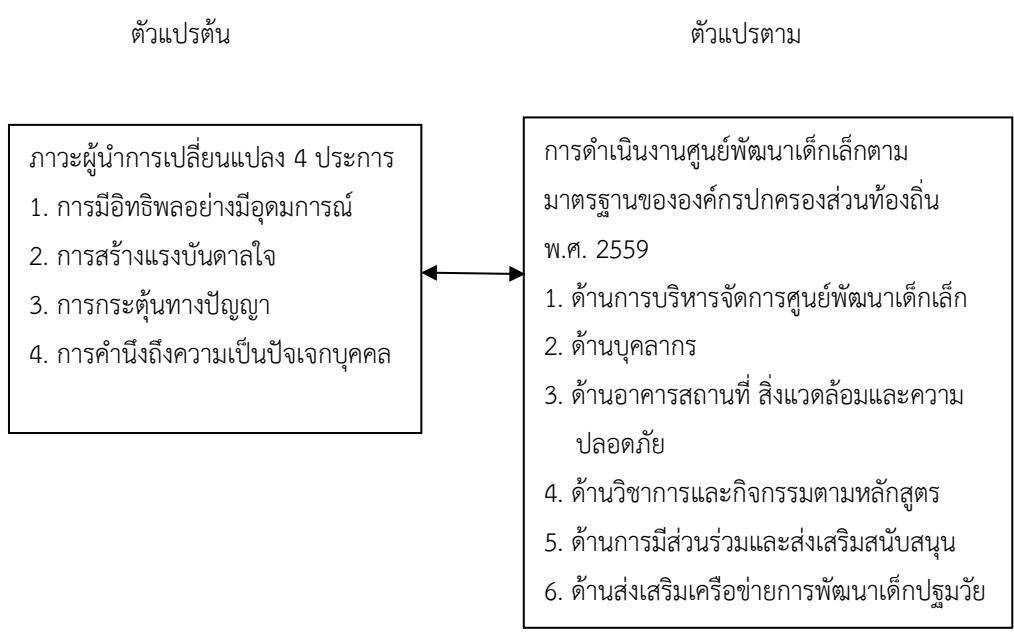 ตัวแปรต้น
ตัวแปรตาม
ภาวะผู้นำการเปลี่ยนแปลง 4 ประการ
1. การมีอิทธิพลอย่างมีอุดมการณ์
2. การสร้างแรงบันดาลใจ
3. การกระตุ้นทางปัญญา
4. การคำนึงถึงความเป็นปัจเจกบุคคล
การดำเนินงานศูนย์พัฒนาเด็กเล็กตาม
มาตรฐานขององค์กรปกครองส่วนท้องถิ่น
พ.ศ. 2559
1. ด้านการบริหารจัดการศูนย์พัฒนาเด็กเล็ก
2. ด้านบุคลากร
3. ด้านอาคารสถานที่ สิ่งแวดล้อมและความ
ปลอดภัย
4. ด้านวิชาการและกิจกรรมตามหลักสูตร
5. ด้านการมีส่วนร่วมและส่งเสริมสนับสนุน
6. ด้านส่งเสริมเครือข่ายการพัฒนาเด็กปฐมวัย